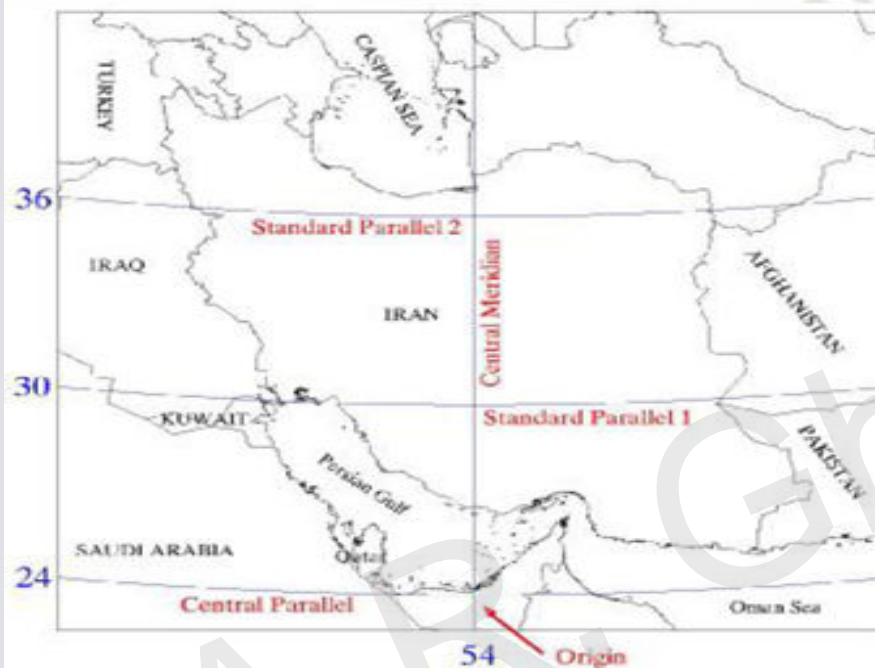 TURKEY
CASPIAN SEA
36
Standard Parallel 2
IRAQ
Central Meridian
AFGHANISTAN
IRAN
30
KUWAIT
Standard Parallel 1
PAKISTAN
Persian Gulf
SAUDI ARABIA
Qatar
24
Central Parallel
Oman Sea
54
Origin